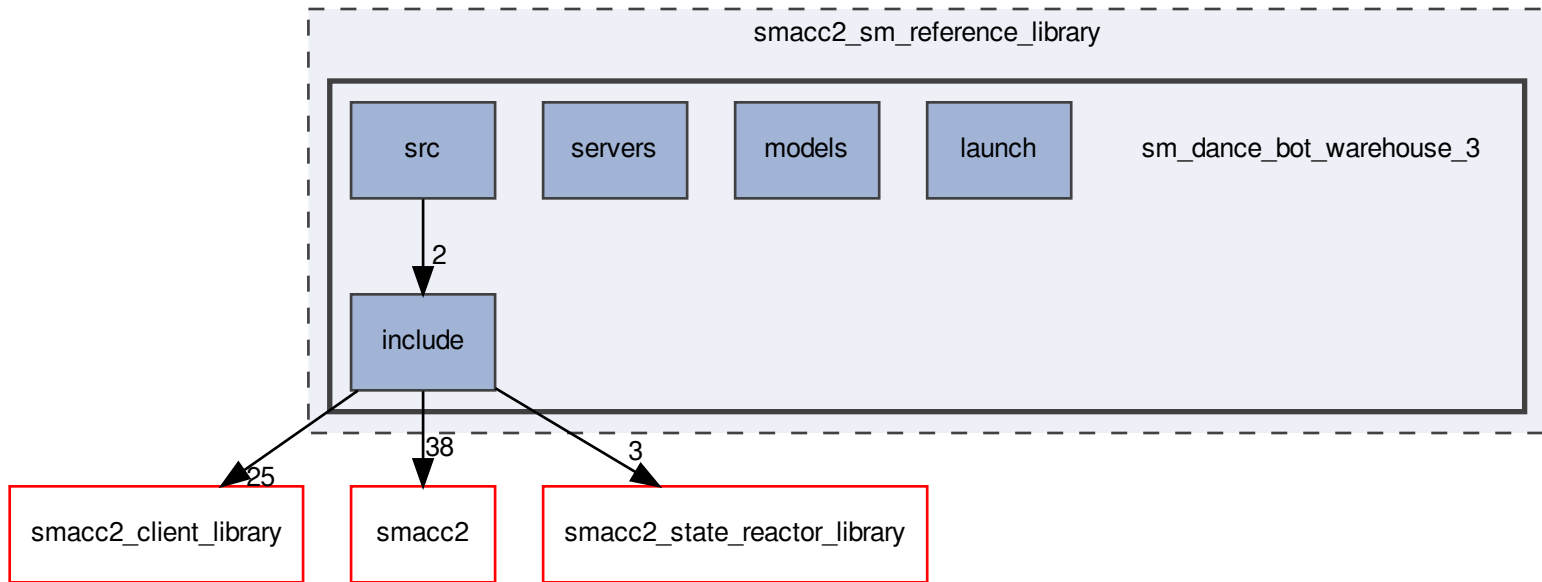 smacc2_sm_reference_library
src
servers
models
launch
sm_dance_bot_warehouse_3
2
include
25
38
3
smacc2_client_library
smacc2
smacc2_state_reactor_library